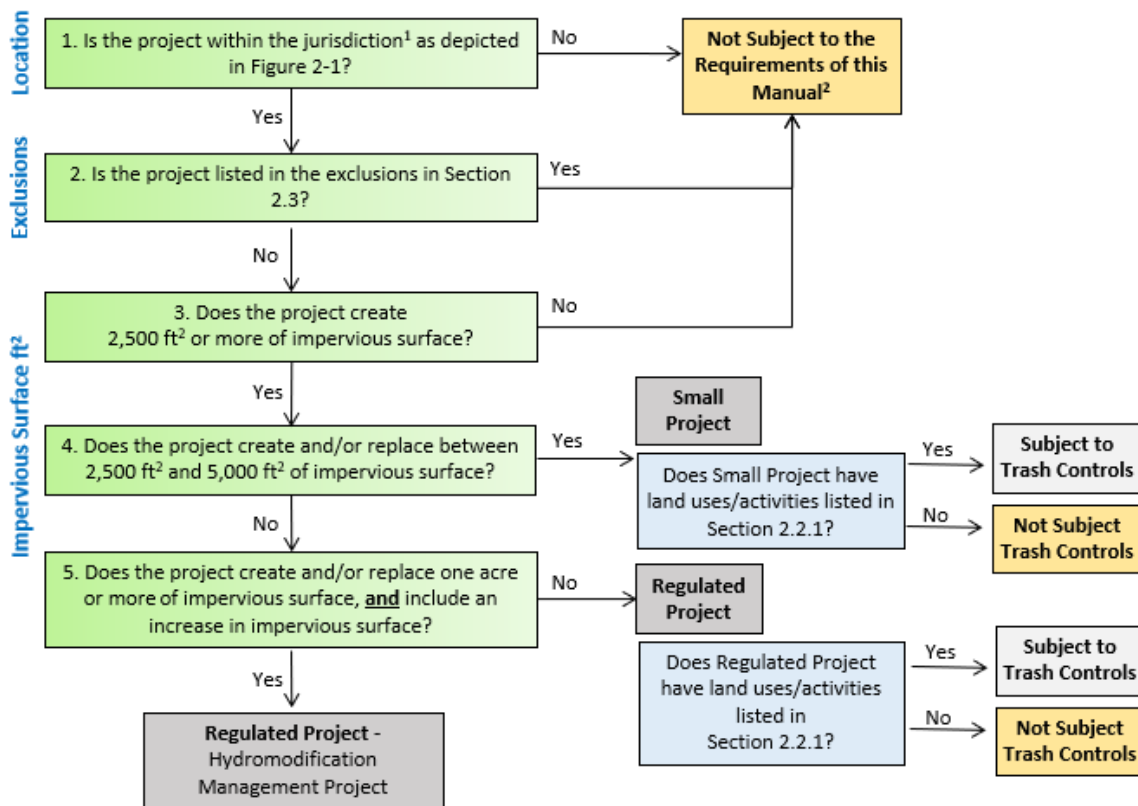 Location
1. Is the project within the jurisdiction¹ as depicted
in Figure 2-1?
No
Not Subject to the
Requirements of this
Manual²
Yes
Exclusions
2. Is the project listed in the exclusions in Section
2.3?
Yes
No
Impervious Surface ft²
3. Does the project create
2,500 ft² or more of impervious surface?
No
Yes
4. Does the project create and/or replace between
2,500 ft² and 5,000 ft² of impervious surface?
Yes
Small
Project
Does Small Project have
land uses/activities listed in
Section 2.2.1?
Yes
Subject to
Trash Controls
No
Not Subject
Trash Controls
No
5. Does the project create and/or replace one acre
or more of impervious surface, and include an
increase in impervious surface?
No
Regulated
Project
Does Regulated Project
have land uses/activities
listed in
Section 2.2.1?
Yes
Subject to
Trash Controls
No
Not Subject
Trash Controls
Yes
Regulated Project -
Hydromodification
Management Project